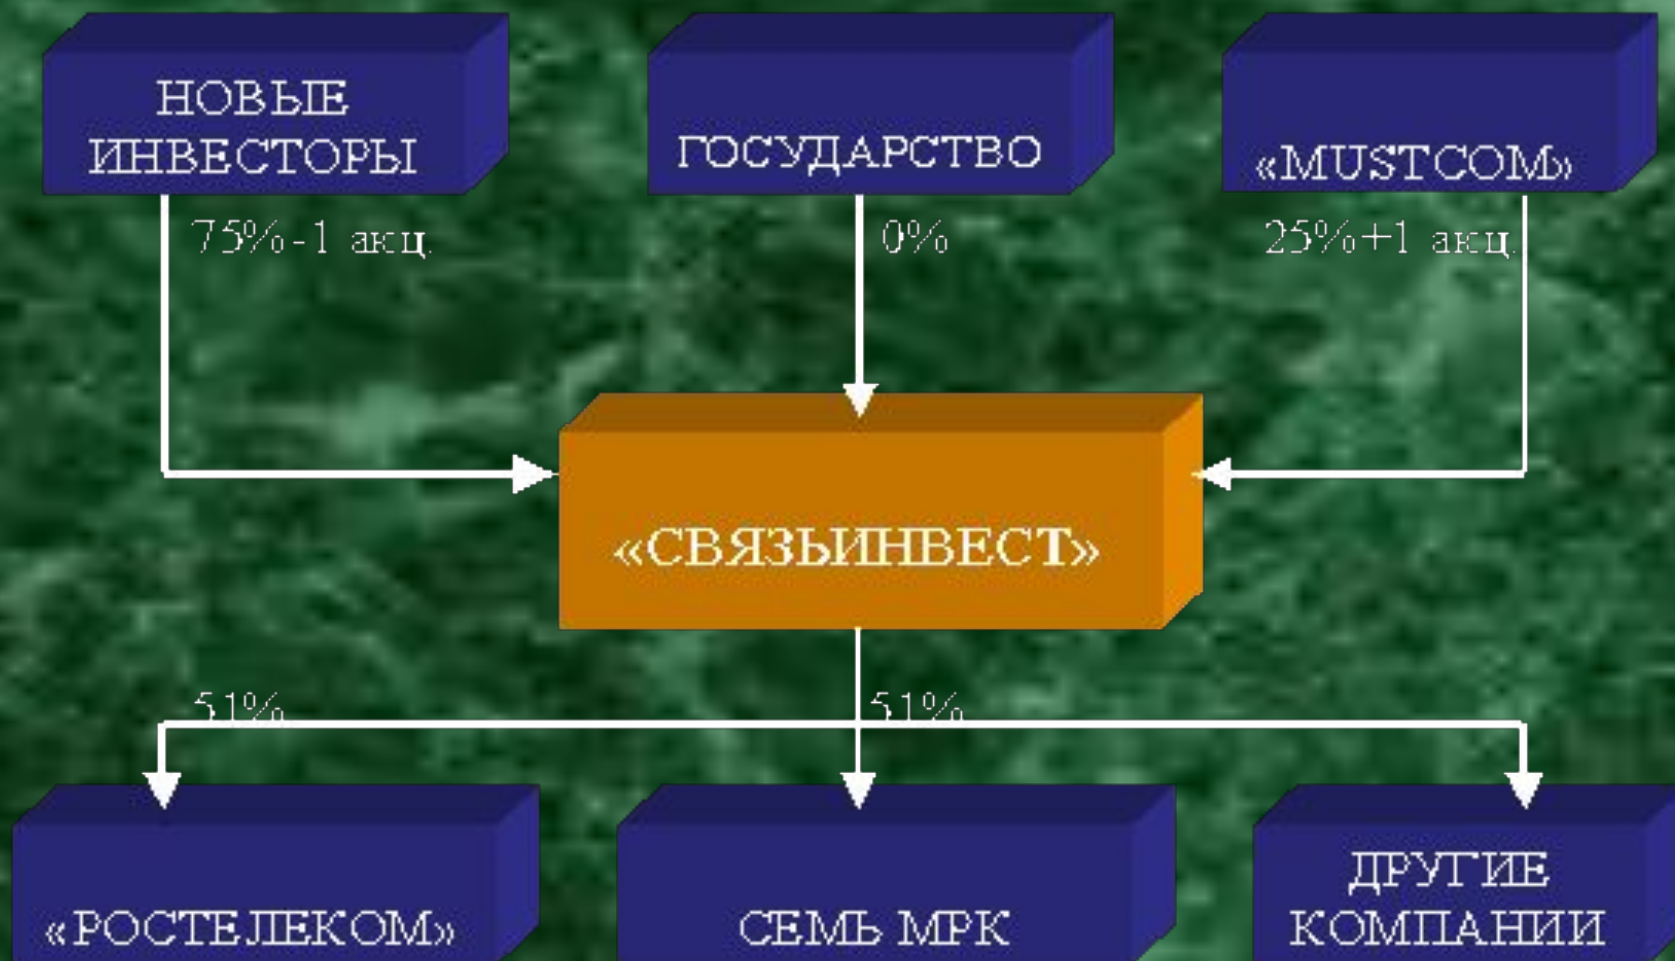 НОВЫЕ
ИНВЕСТОРЫ
ГОСУДАРСТВО
«MUSTCOM»
75%-1 акц.
0%
25%+1 акц.
«СВЯЗЬИНВЕСТ»
51%
51%
«РОСТЕЛЕКОМ»
СЕМЬ МРК
ДРУГИЕ
КОМПАНИИ